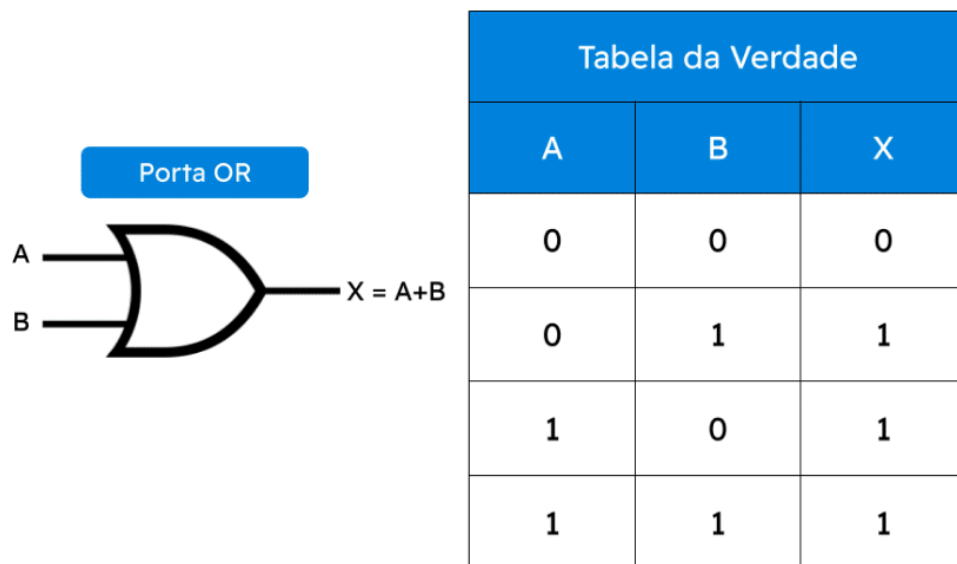 Porta OR
A
B
X = A+B
Tabela da Verdade
A B X
0 0 0
0 1 1
1 0 1
1 1 1